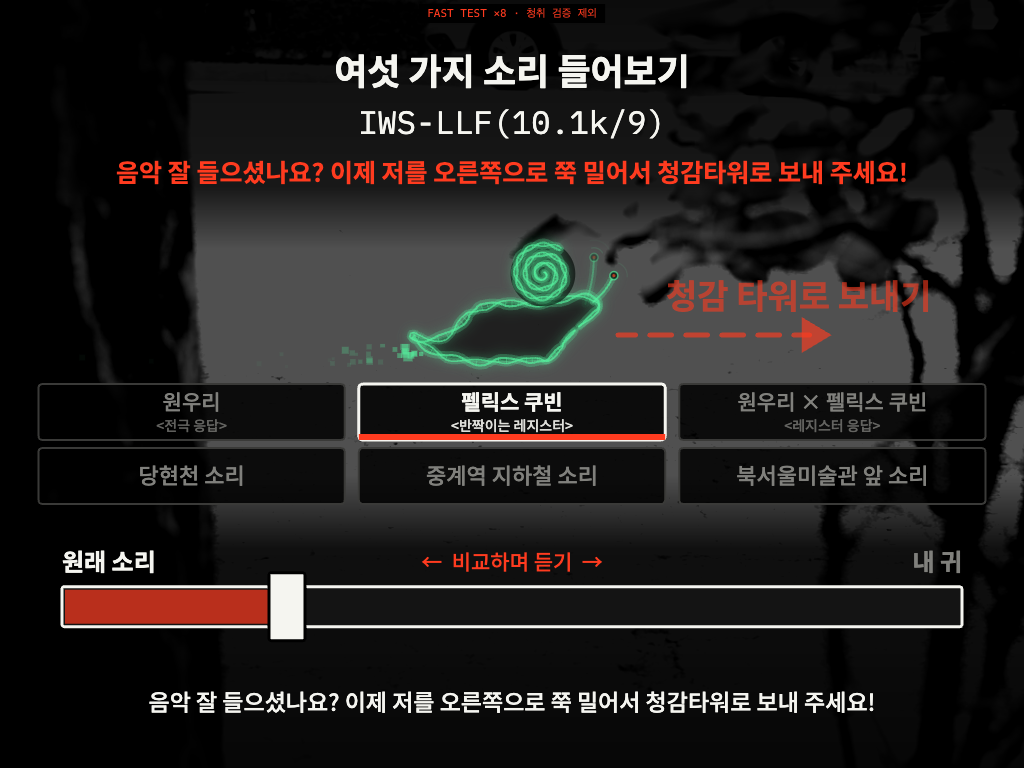 FAST TEST ×8 · 청취 검증 제외
여섯 가지 소리 들어보기
IWS-LLF(10.1k/9)
음악 잘 들으셨나요? 이제 저를 오른쪽으로 쭉 밀어서 청감타워로 보내 주세요!
청감 타워로 보내기
원우리
<전극 응답>
펠릭스 쿠빈
<반짝이는 레지스터>
원우리 × 펠릭스 쿠빈
<레지스터 응답>
당현천 소리
중계역 지하철 소리
북서울미술관 앞 소리
원래 소리
← 비교하며 듣기 →
내 귀
음악 잘 들으셨나요? 이제 저를 오른쪽으로 쭉 밀어서 청감타워로 보내 주세요!